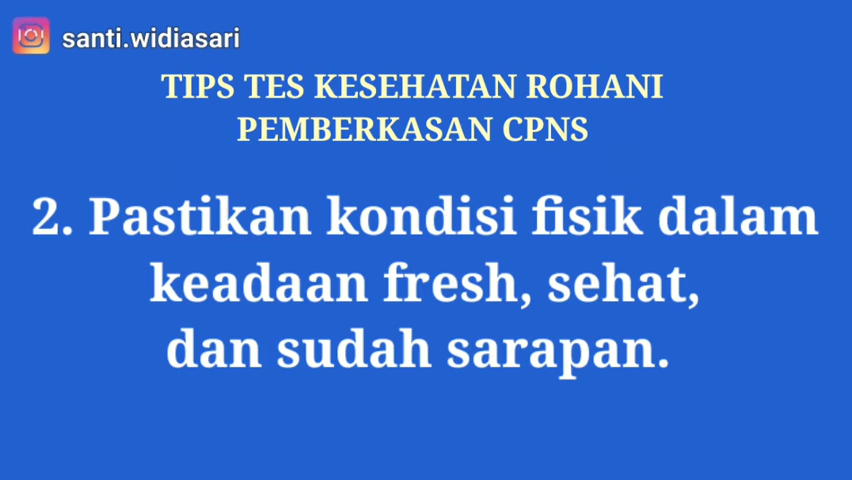 santi.widiasari
TIPS TES KESEHATAN ROHANI
PEMBERKASAN CPNS
2. Pastikan kondisi fisik dalam
keadaan fresh, sehat,
dan sudah sarapan.